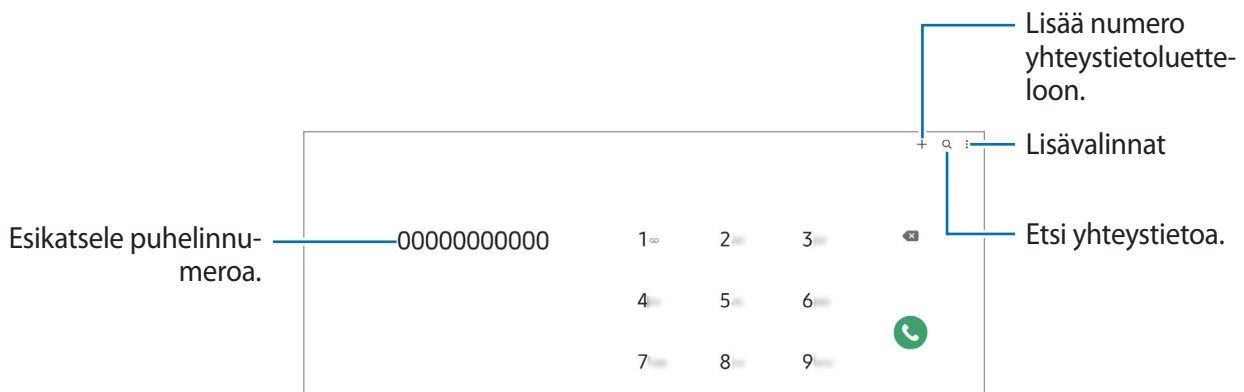 Lisää numero
yhteystietoluette-
loon.
Lisävalinnat
Esikatsele puhelinnu-
meroa.
00000000000
1 2 3
Etsi yhteystietoa.
4 5 6
7 8 9